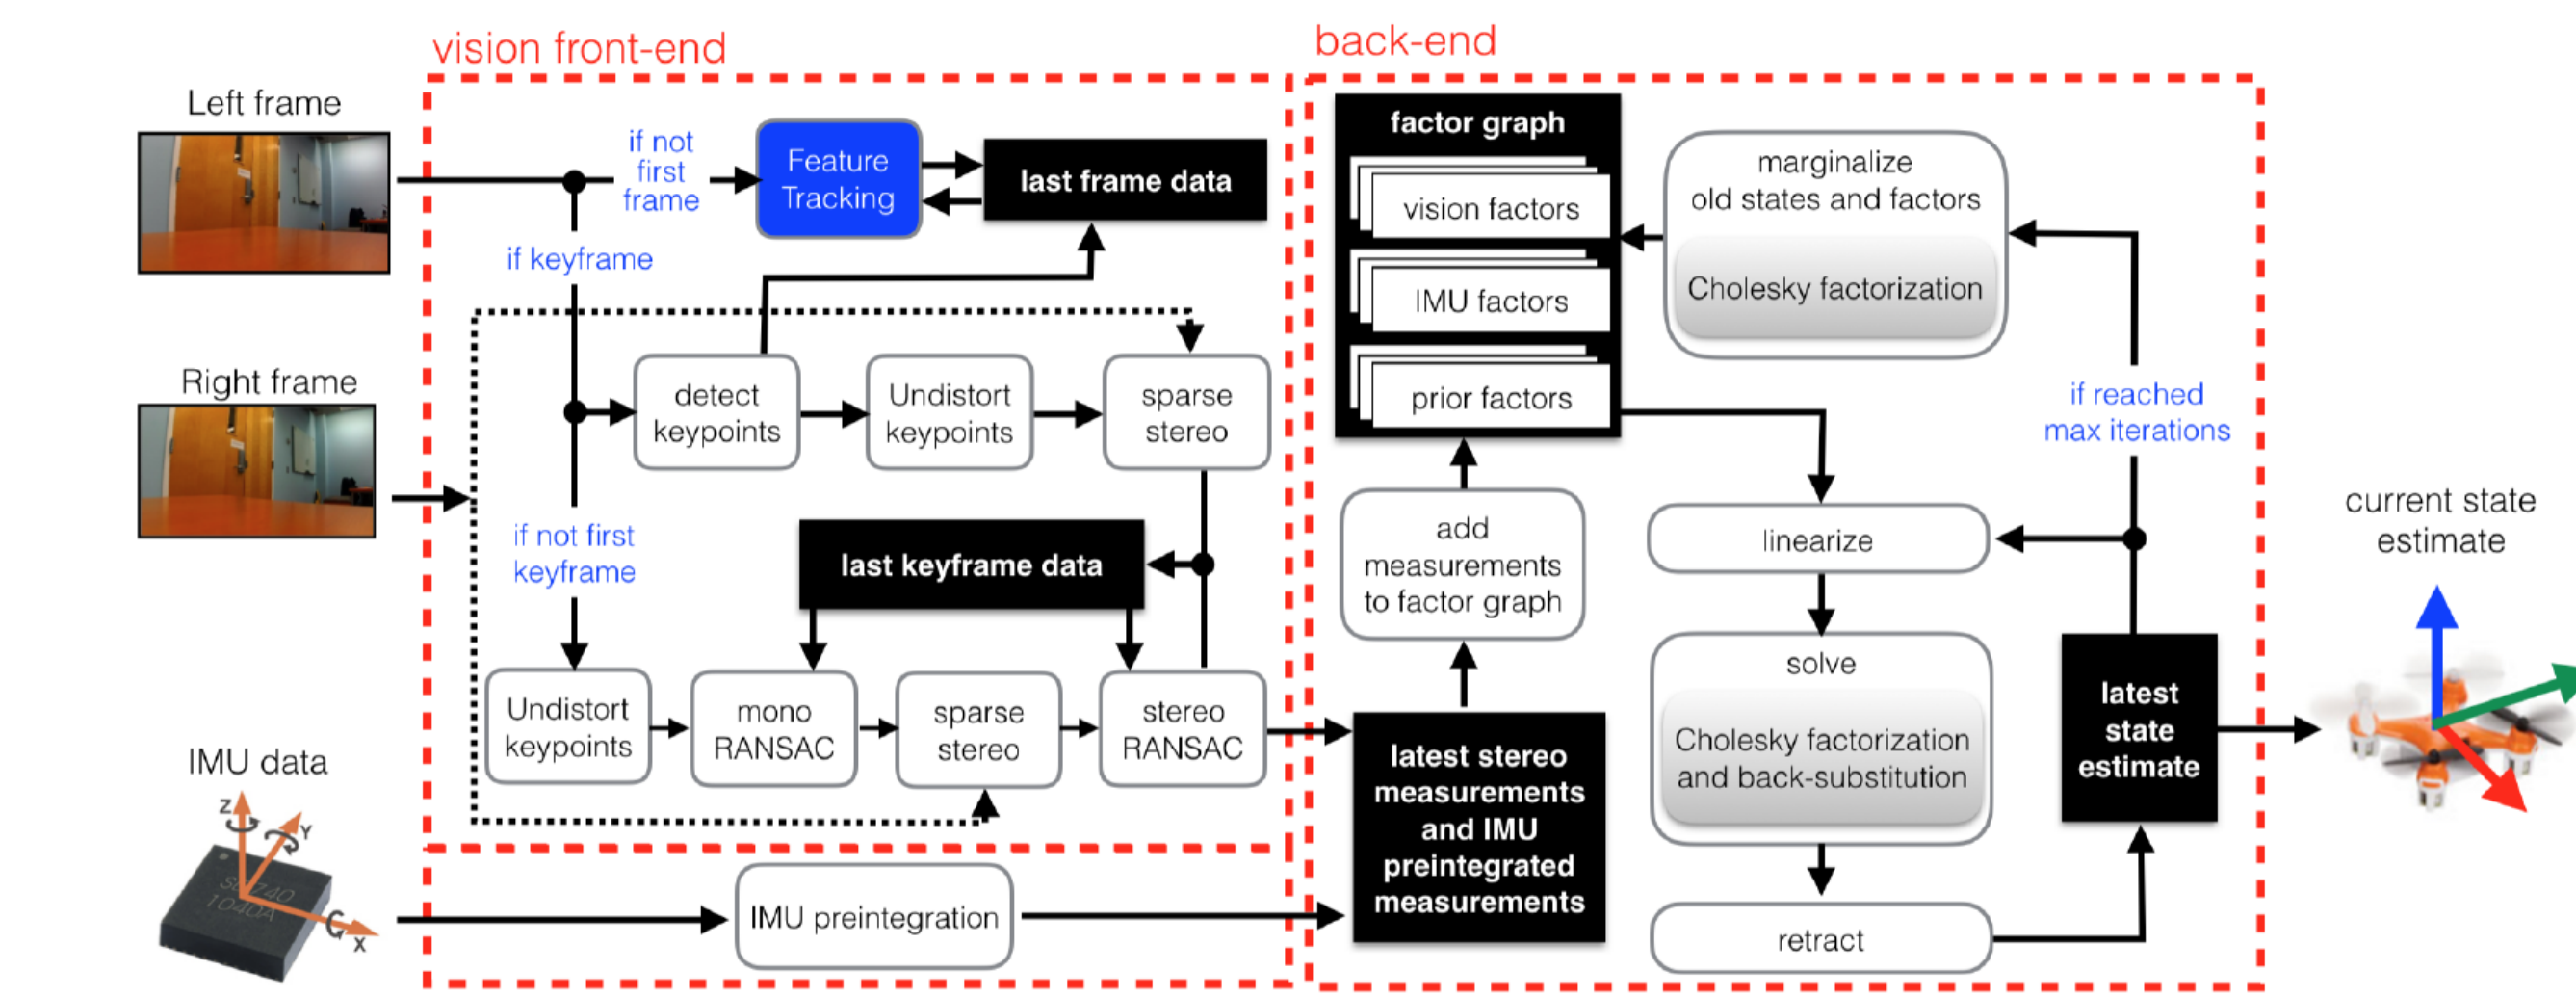 vision front-end
back-end
Left frame
if not
first
frame
Feature
Tracking
last frame data
if keyframe
Right frame
detect
keypoints
Undistort
keypoints
sparse
stereo
if not first
keyframe
last keyframe data
Undistort
keypoints
mono
RANSAC
sparse
stereo
stereo
RANSAC
IMU data
Z
Y
X
1040A
IMU preintegration
factor graph
vision factors
IMU factors
prior factors
marginalize
old states and factors
Cholesky factorization
if reached
max iterations
add
measurements
to factor graph
linearize
solve
Cholesky factorization
and back-substitution
retract
latest stereo
measurements
and IMU
preintegrated
measurements
latest
state
estimate
current state
estimate